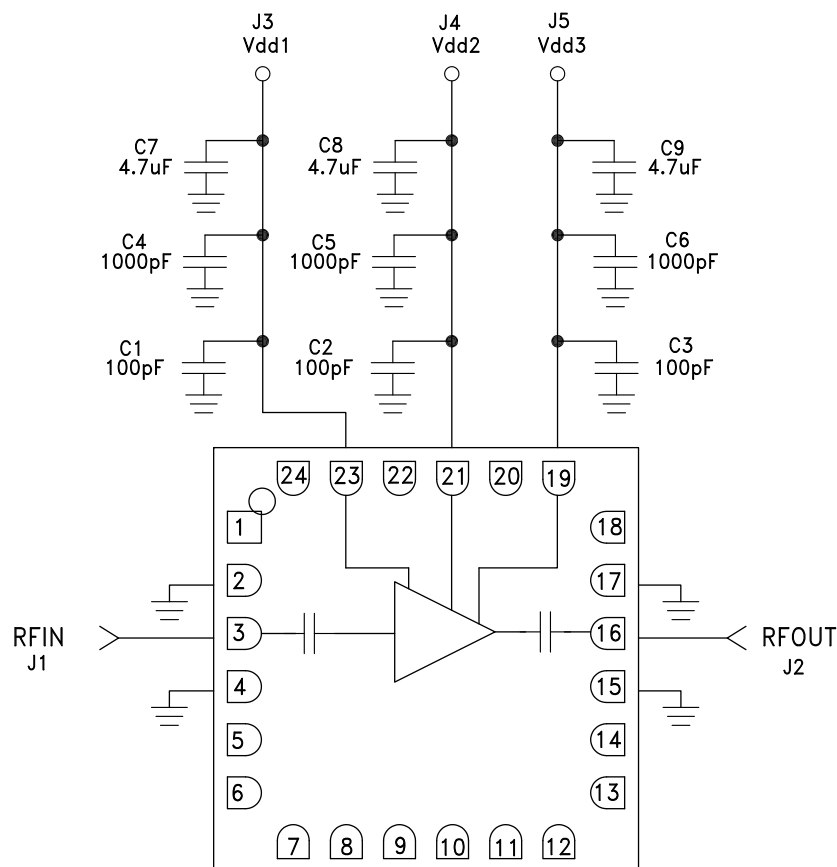 J3
Vdd1
J4
Vdd2
J5
Vdd3
C7
4.7uF
C8
4.7uF
C9
4.7uF
C4
1000pF
C5
1000pF
C6
1000pF
C1
100pF
C2
100pF
C3
100pF
24
23
22
21
20
19
1
18
2
17
RFIN
J1
3
16
RFOUT
J2
4
15
5
14
6
13
7
8
9
10
11
12